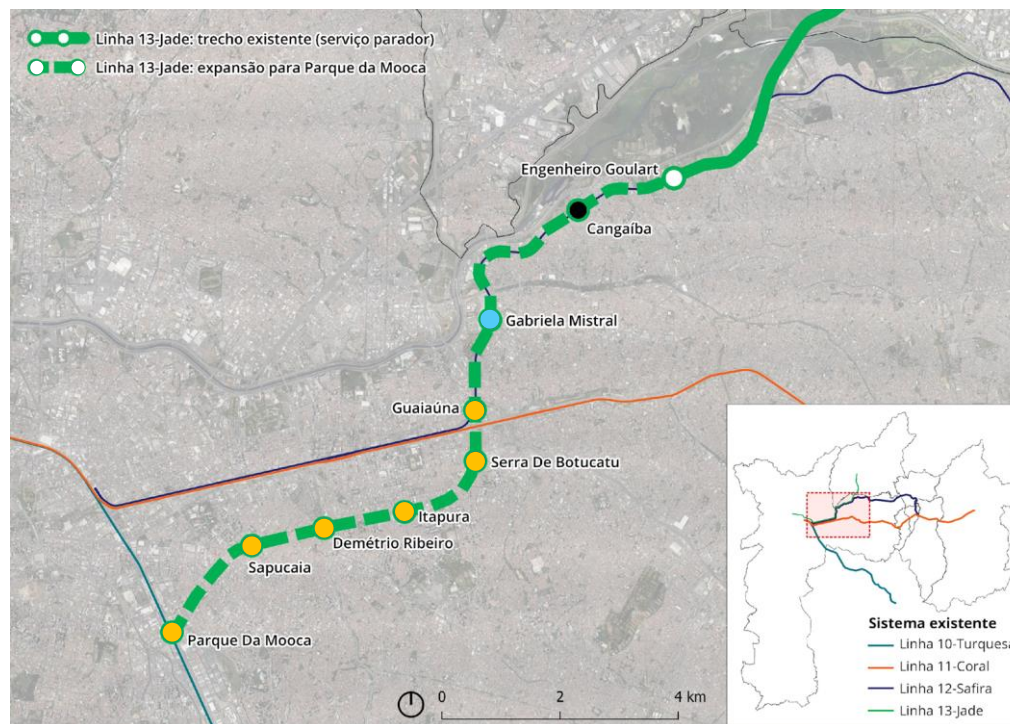 Linha 13-Jade: trecho existente (serviço parador)
Linha 13-Jade: expansão para Parque da Mooca
Engenheiro Goulart
Cangaíba
Gabriela Mistral
Guaiaúna
Serra De Botucatu
Itapura
Demétrio Ribeiro
Sapucaia
Parque Da Mooca
0 2 4 km
Sistema existente
Linha 10-Turquesa
Linha 11-Coral
Linha 12-Safira
Linha 13-Jade